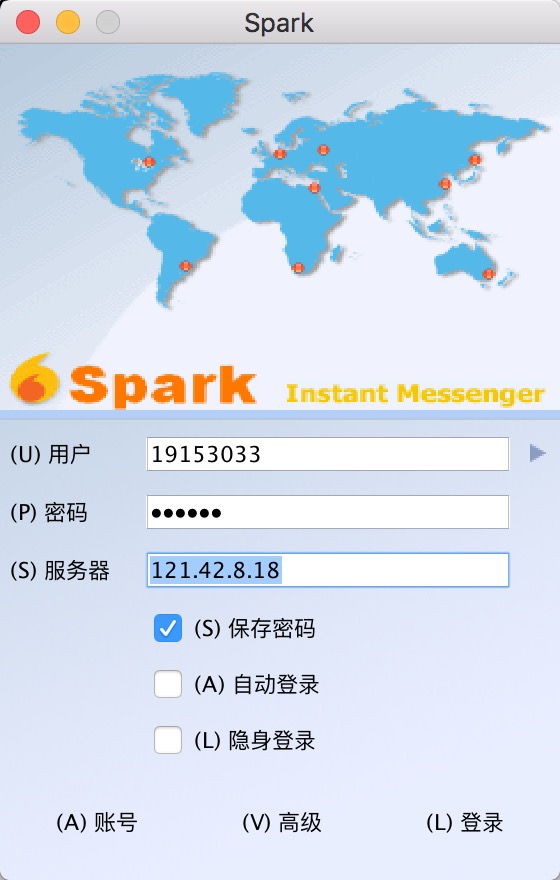 Spark
Spark Instant Messenger
(U) 用户 19153033
(P) 密码 ••••••
(S) 服务器 121.42.8.18
(S) 保存密码
(A) 自动登录
(L) 隐身登录
(A) 账号 (V) 高级 (L) 登录